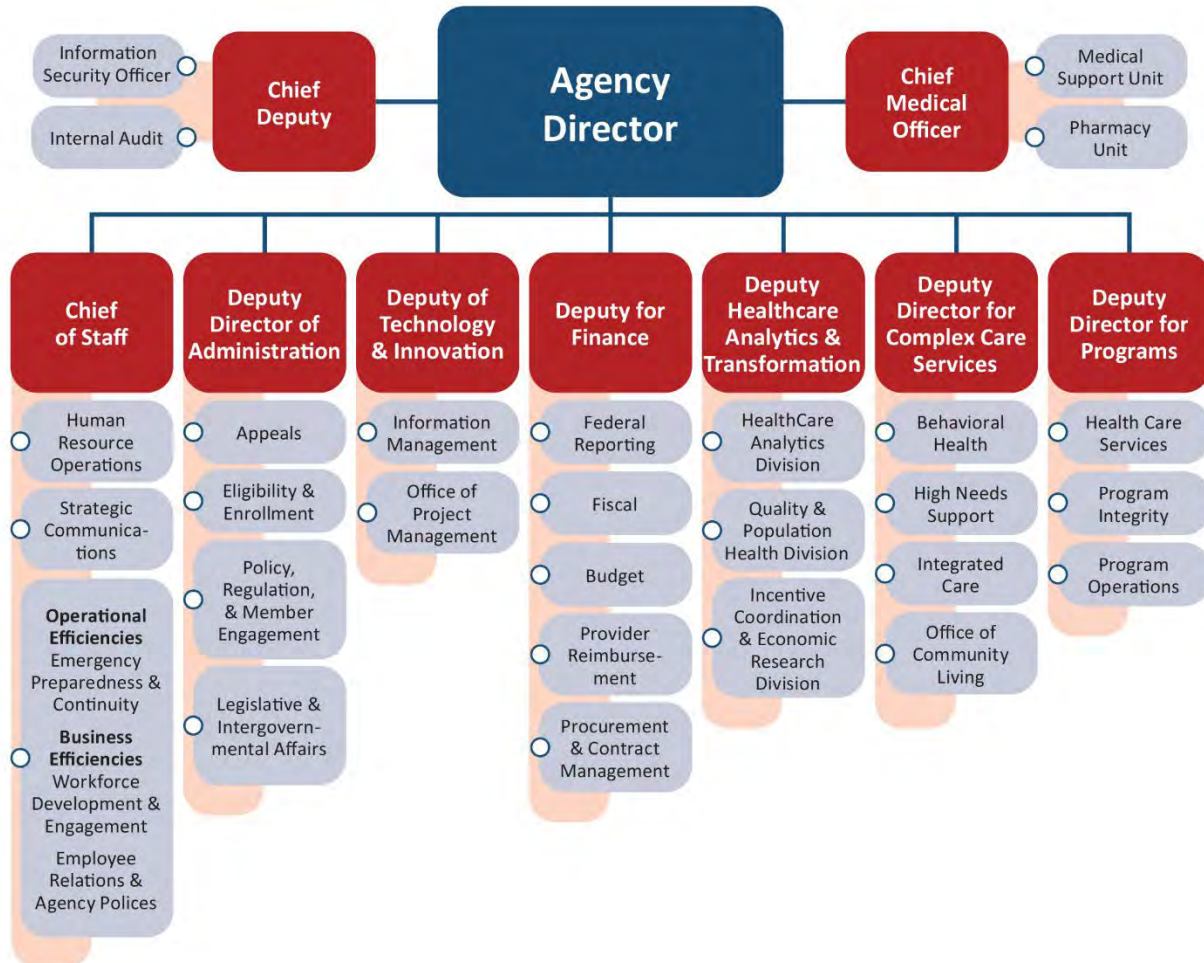 Information
Security Officer
Internal Audit
Chief
Deputy
Agency
Director
Chief
Medical
Officer
Medical
Support Unit
Pharmacy
Unit
Chief
of Staff
Human
Resource
Operations
Strategic
Communica-
tions
Operational
Efficiencies
Emergency
Preparedness &
Continuity
Business
Efficiencies
Workforce
Development &
Engagement
Employee
Relations &
Agency Polices
Deputy
Director of
Administration
Appeals
Eligibility &
Enrollment
Policy,
Regulation,
& Member
Engagement
Legislative &
Intergovern-
mental Affairs
Deputy of
Technology
& Innovation
Information
Management
Office of
Project
Management
Deputy for
Finance
Federal
Reporting
Fiscal
Budget
Provider
Reimburse-
ment
Procurement
& Contract
Management
Deputy
Healthcare
Analytics &
Transformation
HealthCare
Analytics
Division
Quality &
Population
Health Division
Incentive
Coordination
& Economic
Research
Division
Deputy
Director for
Complex Care
Services
Behavioral
Health
High Needs
Support
Integrated
Care
Office of
Community
Living
Deputy
Director for
Programs
Health Care
Services
Program
Integrity
Program
Operations